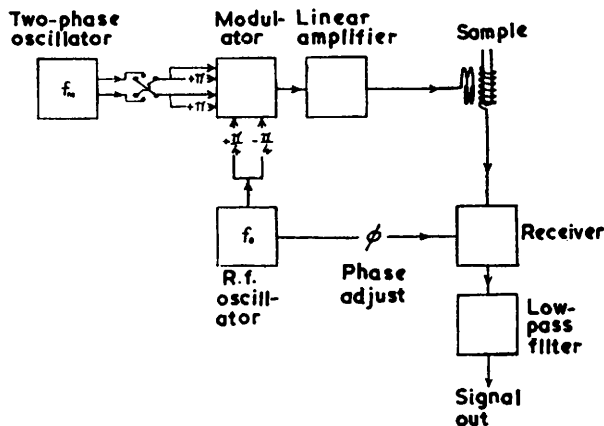 Two-phase
oscillator
Modul-
ator
Linear
amplifier
Sample
fₘ
+π
+π
+π/4
-π/4
f₀
R.f.
oscill-
ator
ϕ
Phase
adjust
Receiver
Low-
pass
filter
Signal
out